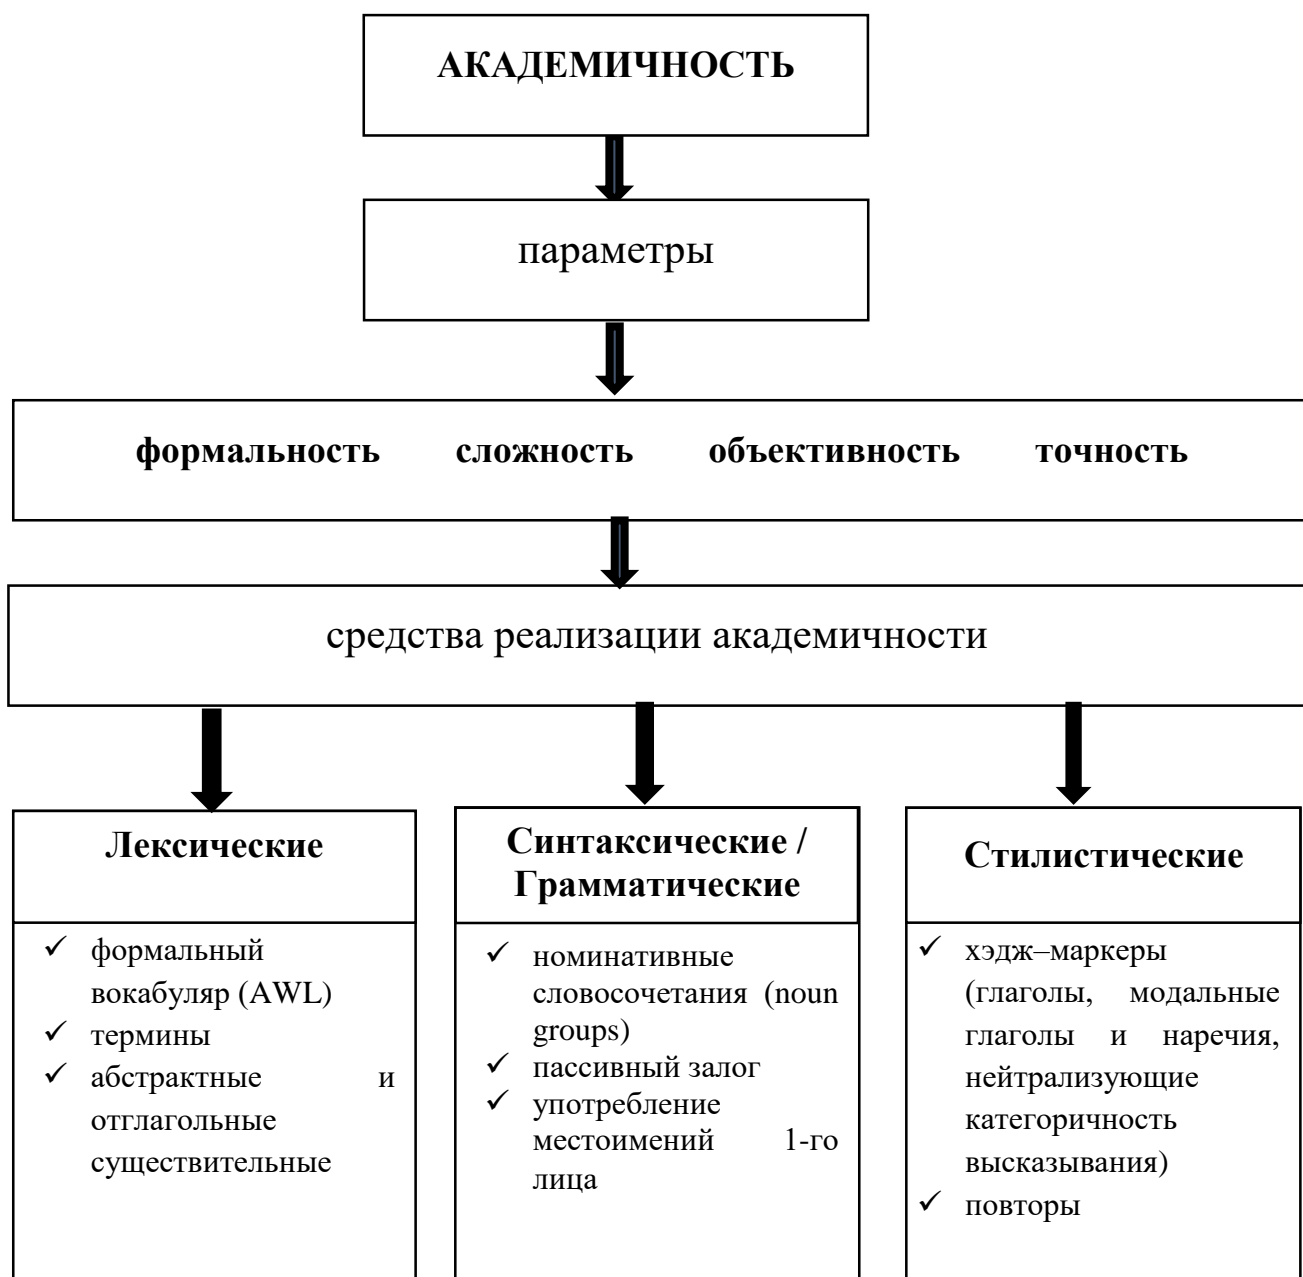 АКАДЕМИЧНОСТЬ
параметры
формальность сложность объективность точность
средства реализации академичности
Лексические
✓ формальный
вокабуляр (AWL)
✓ термины
✓ абстрактные и
отглагольные
существительные
Синтаксические /
Грамматические
✓ номинативные
словосочетания (noun
groups)
✓ пассивный залог
✓ употребление
местоимений 1-го
лица
Стилистические
✓ хэдж–маркеры
(глаголы, модальные
глаголы и наречия,
нейтрализующие
категоричность
высказывания)
✓ повторы